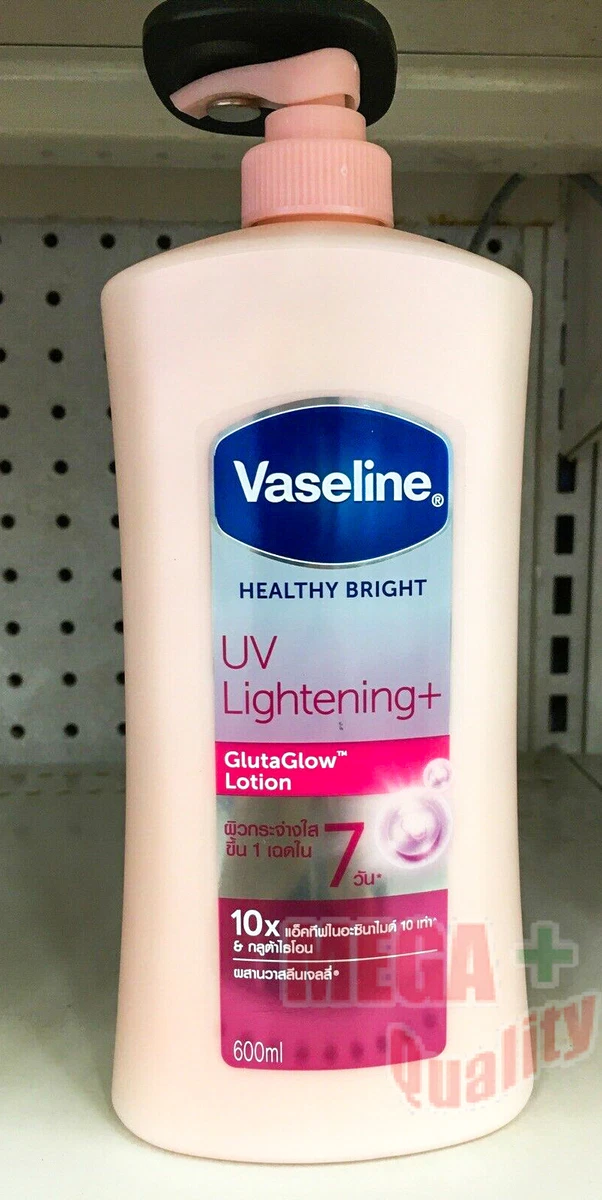 Vaseline®
HEALTHY BRIGHT
UV
Lightening+
GlutaGlow™
Lotion
ผิวกระจ่างใส
ขึ้น 1 เฉดใน
7
วัน*
10x แอ็คทีฟไนอะซินาไมด์ 10 เท่า^
& กลูต้าไธโอน
ผสานวาสลีนเจลลี่®
600ml
MEGA +
Quality